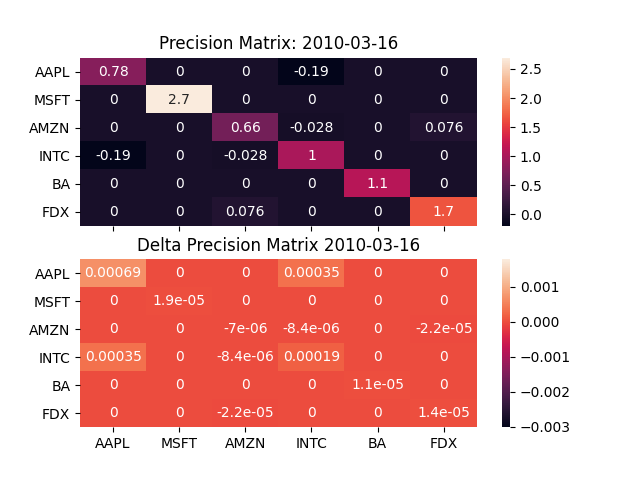 Precision Matrix: 2010-03-16
AAPL 0.78 0 0 -0.19 0 0
MSFT 0 2.7 0 0 0 0
AMZN 0 0 0.66 -0.028 0 0.076
INTC -0.19 0 -0.028 1 0 0
BA 0 0 0 0 1.1 0
FDX 0 0 0.076 0 0 1.7
2.5
2.0
1.5
1.0
0.5
0.0
Delta Precision Matrix 2010-03-16
AAPL 0.00069 0 0 0.00035 0 0
MSFT 0 1.9e-05 0 0 0 0
AMZN 0 0 -7e-06 -8.4e-06 0 -2.2e-05
INTC 0.00035 0 -8.4e-06 0.00019 0 0
BA 0 0 0 0 1.1e-05 0
FDX 0 0 -2.2e-05 0 0 1.4e-05
AAPL MSFT AMZN INTC BA FDX
0.001
0.000
−0.001
−0.002
−0.003